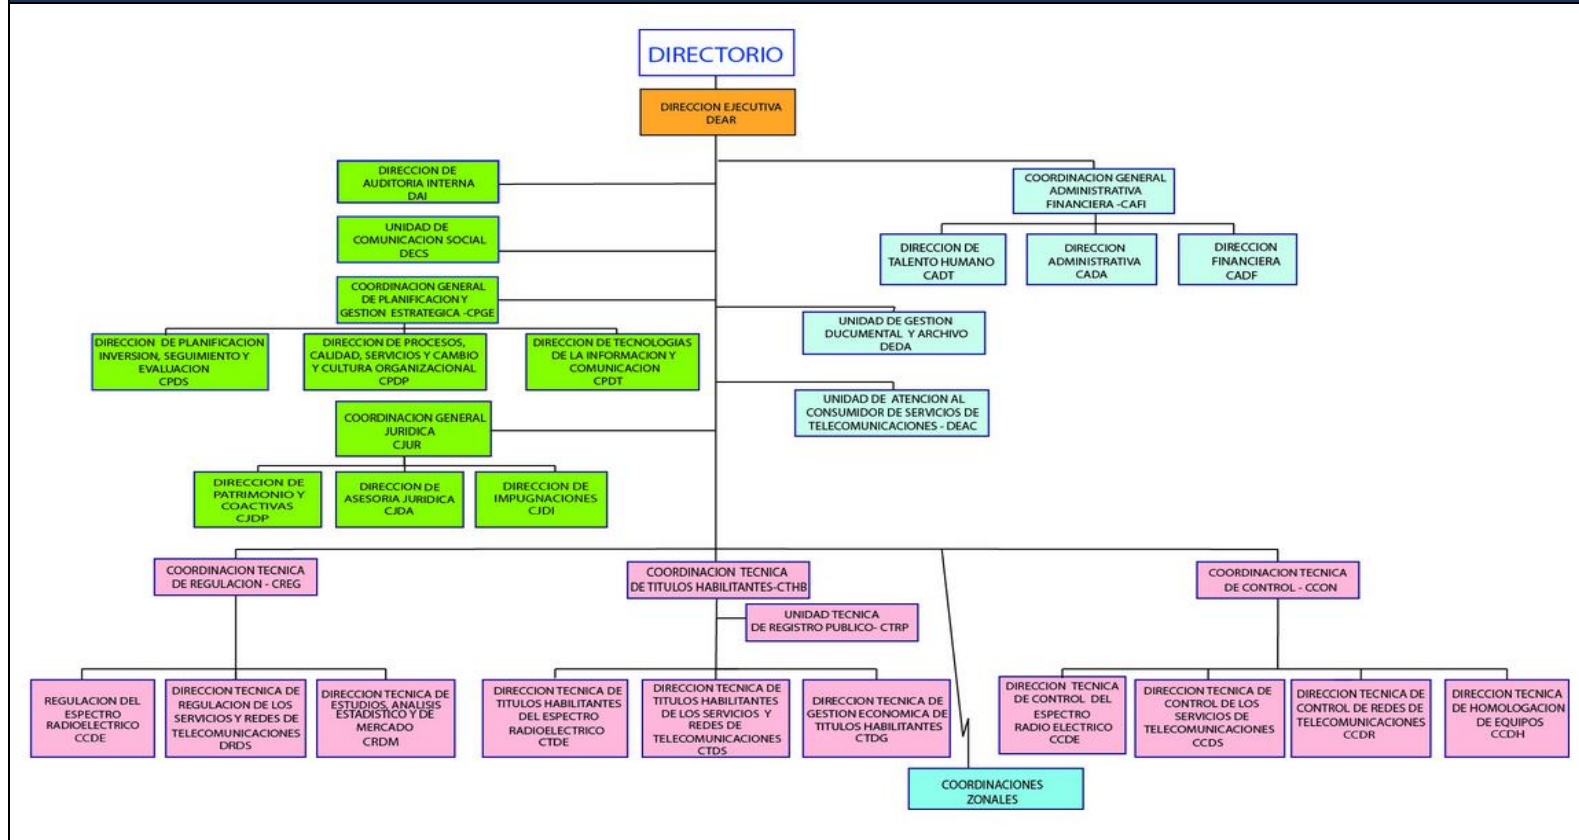 DIRECTORIO
DIRECCION EJECUTIVA
DEAR
DIRECCION DE
AUDITORIA INTERNA
DAI
UNIDAD DE
COMUNICACION SOCIAL
DECS
COORDINACION GENERAL
DE PLANIFICACION Y
GESTION ESTRATEGICA -CPGE
DIRECCION DE PLANIFICACION
INVERSION, SEGUIMIENTO Y
EVALUACION
CPDS
DIRECCION DE PROCESOS,
CALIDAD, SERVICIOS Y CAMBIO
Y CULTURA ORGANIZACIONAL
CPDP
DIRECCION DE TECNOLOGIAS
DE LA INFORMACION Y
COMUNICACION
CPDT
COORDINACION GENERAL
JURIDICA
CJUR
DIRECCION DE
PATRIMONIO Y
COACTIVAS
CJDP
DIRECCION DE
ASESORIA JURIDICA
CJDA
DIRECCION DE
IMPUGNACIONES
CJDI
COORDINACION GENERAL
ADMINISTRATIVA
FINANCIERA -CAFI
DIRECCION DE
TALENTO HUMANO
CADT
DIRECCION
ADMINISTRATIVA
CADA
DIRECCION
FINANCIERA
CADF
UNIDAD DE GESTION
DUCUMENTAL Y ARCHIVO
DEDA
UNIDAD DE ATENCION AL
CONSUMIDOR DE SERVICIOS DE
TELECOMUNICACIONES - DEAC
COORDINACION TECNICA
DE REGULACION - CREG
REGULACION DEL
ESPECTRO
RADIOELECTRICO
CCDE
DIRECCION TECNICA DE
REGULACION DE LOS
SERVICIOS Y REDES DE
TELECOMUNICACIONES
DRDS
DIRECCION TECNICA DE
ESTUDIOS, ANALISIS
ESTADISTICO Y DE
MERCADO
CRDM
COORDINACION TECNICA
DE TITULOS HABILITANTES-CTHB
UNIDAD TECNICA
DE REGISTRO PUBLICO- CTRP
DIRECCION TECNICA DE
TITULOS HABILITANTES
DEL ESPECTRO
RADIOELECTRICO
CTDE
DIRECCION TECNICA DE
TITULOS HABILITANTES
DE LOS SERVICIOS Y
REDES DE
TELECOMUNICACIONES
CTDS
DIRECCION TECNICA DE
GESTION ECONOMICA DE
TITULOS HABILITANTES
CTDG
COORDINACION TECNICA
DE CONTROL - CCON
DIRECCION TECNICA
DE CONTROL DEL
ESPECTRO
RADIO ELECTRICO
CCDE
DIRECCION TECNICA DE
CONTROL DE LOS
SERVICIOS DE
TELECOMUNICACIONES
CCDS
DIRECCION TECNICA DE
CONTROL DE REDES DE
TELECOMUNICACIONES
CCDR
DIRECCION TECNICA
DE HOMOLOGACION
DE EQUIPOS
CCDH
COORDINACIONES
ZONALES